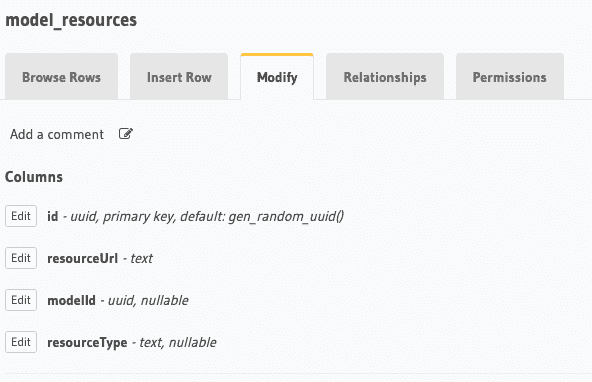 model_resources
Browse Rows Insert Row Modify Relationships Permissions
Add a comment
Columns
Edit id - uuid, primary key, default: gen_random_uuid()
Edit resourceUrl - text
Edit modelId - uuid, nullable
Edit resourceType - text, nullable